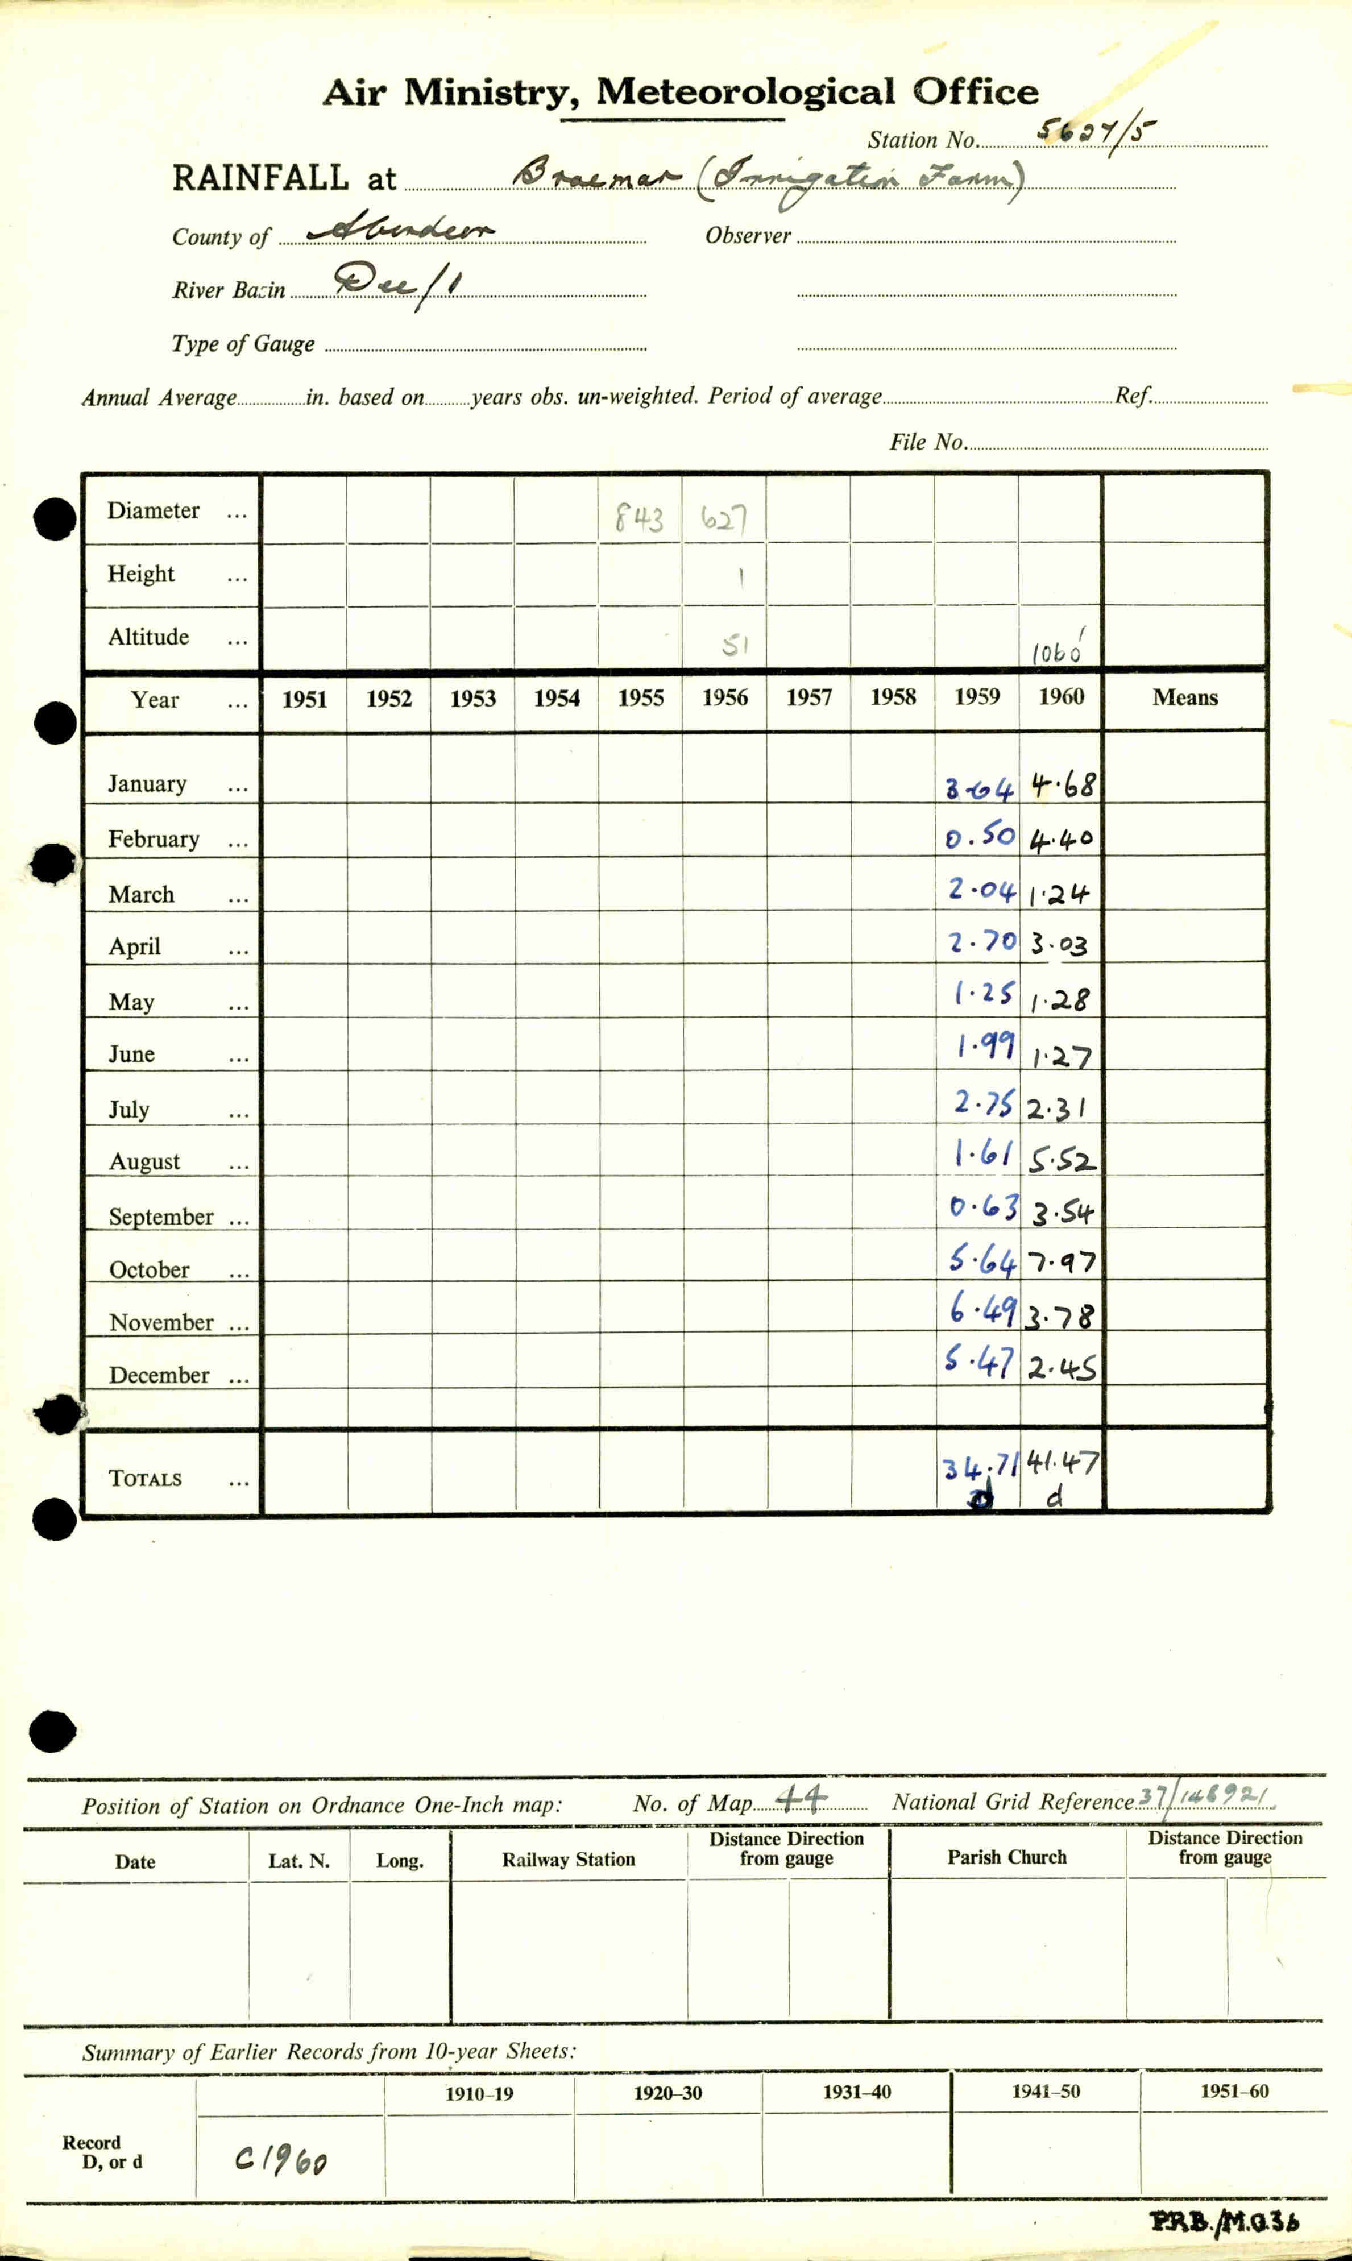 Air Ministry, Meteorological Office
Station No. 5627/5
RAINFALL at Braemar (Irrigation Farm)
County of Aberdeen Observer
River Basin Dee/1
Type of Gauge
Annual Average in. based on years obs. un-weighted. Period of average Ref.
File No.
Diameter ... 843 627
Height ... 1
Altitude ... 51 1060'
Year ... 1951 1952 1953 1954 1955 1956 1957 1958 1959 1960 Means
January ... 3.64 4.68
February ... 0.50 4.40
March ... 2.04 1.24
April ... 2.70 3.03
May ... 1.25 1.28
June ... 1.99 1.27
July ... 2.75 2.31
August ... 1.61 5.52
September ... 0.63 3.54
October ... 5.64 7.97
November ... 6.49 3.78
December ... 5.47 2.45
TOTALS ... 34.71 41.47
d d
Position of Station on Ordnance One-Inch map: No. of Map 44 National Grid Reference 37/148921
Date Lat. N. Long. Railway Station Distance Direction from gauge Parish Church Distance Direction from gauge
Summary of Earlier Records from 10-year Sheets:
1910-19 1920-30 1931-40 1941-50 1951-60
Record
D, or d C1960
P.R.B./M.O.36